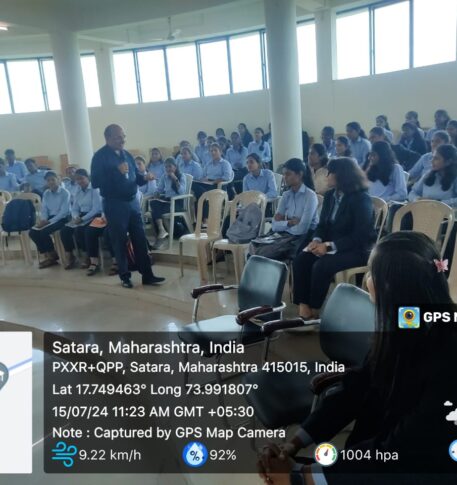 GPS M
Satara, Maharashtra, India
PXXR+QPP, Satara, Maharashtra 415015, India
Lat 17.749463° Long 73.991807°
15/07/24 11:23 AM GMT +05:30
Note : Captured by GPS Map Camera
9.22 km/h 92% 1004 hpa